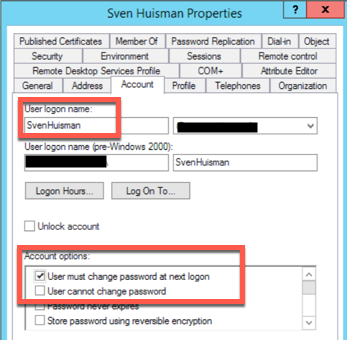 Sven Huisman Properties
?
x
Published Certificates Member Of Password Replication Dial-in Object
Security Environment Sessions Remote control
Remote Desktop Services Profile COM+ Attribute Editor
General Address Account Profile Telephones Organization
User logon name:
SvenHuisman
User logon name (pre-Windows 2000):
SvenHuisman
Logon Hours... Log On To...
Unlock account
Account options:
User must change password at next logon
User cannot change password
Password never expires
Store password using reversible encryption